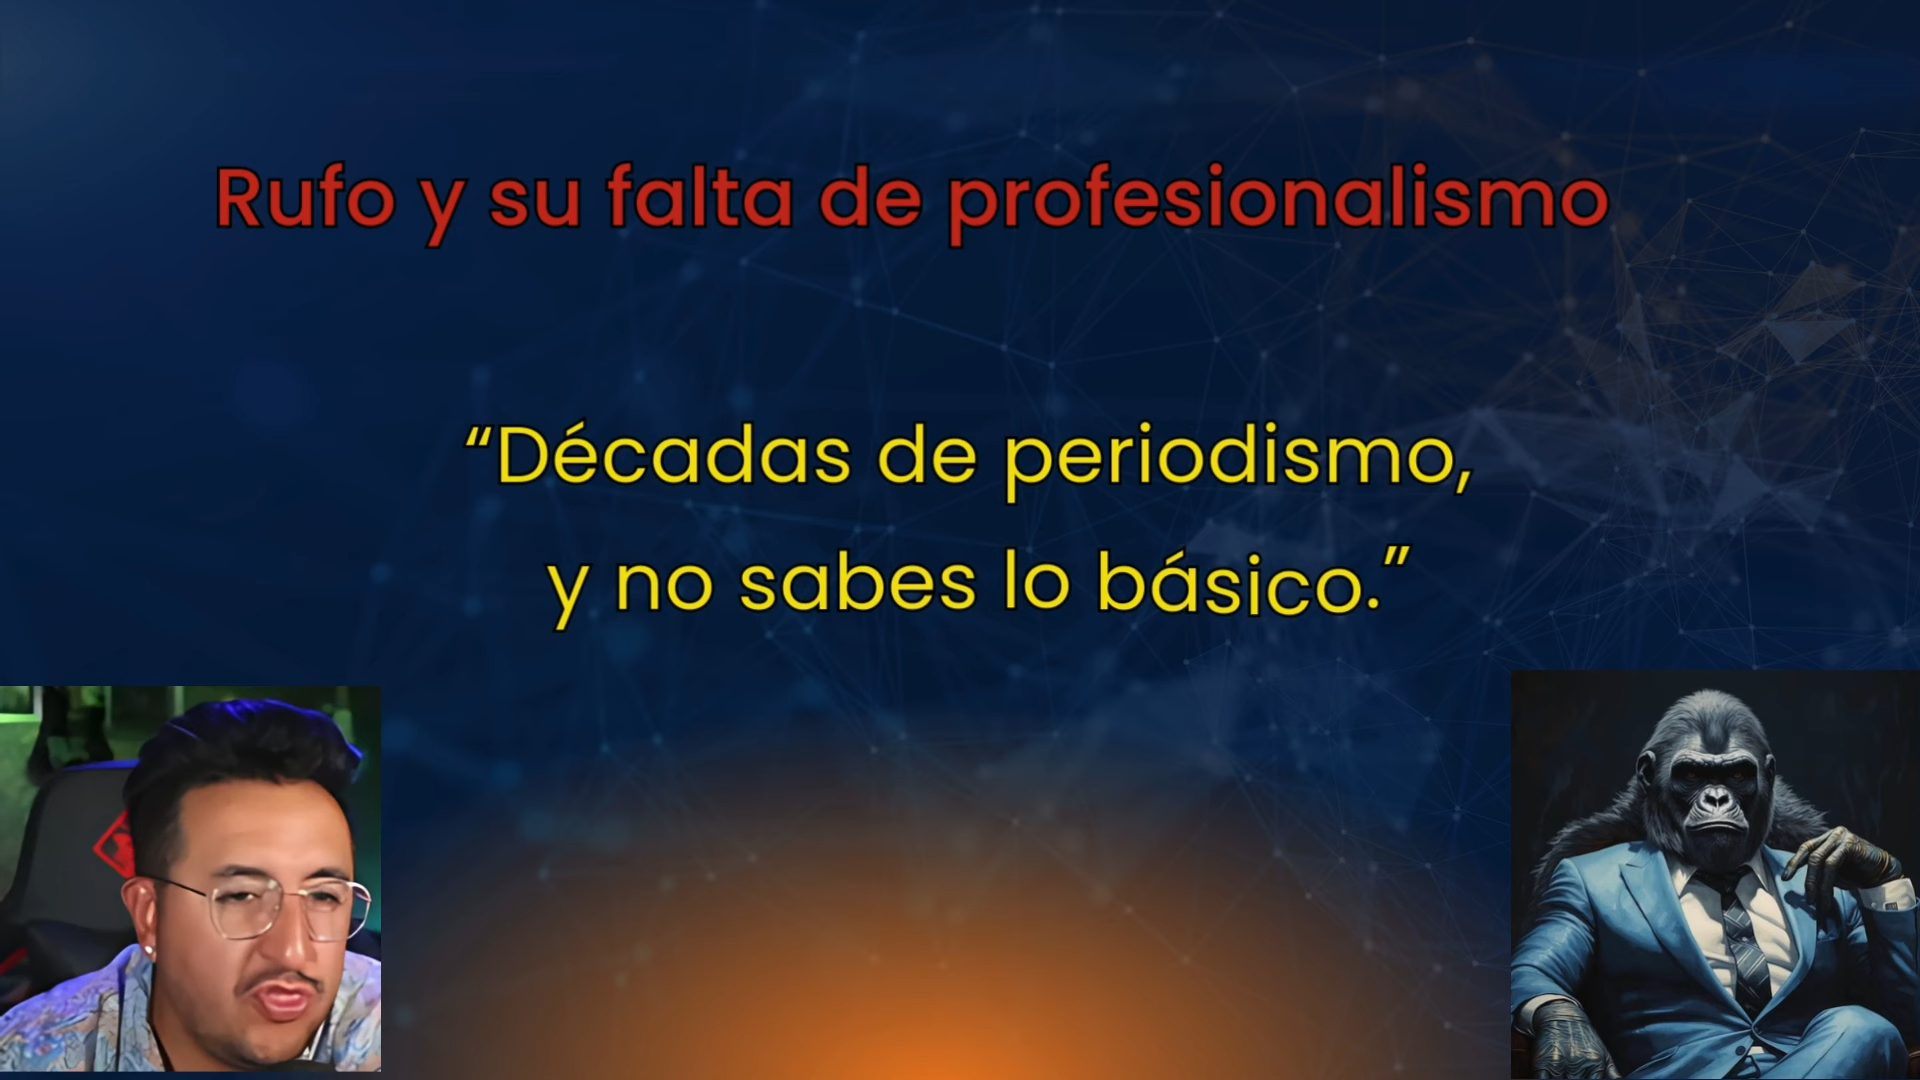 Rufo y su falta de profesionalismo
“Décadas de periodismo,
y no sabes lo básico.”